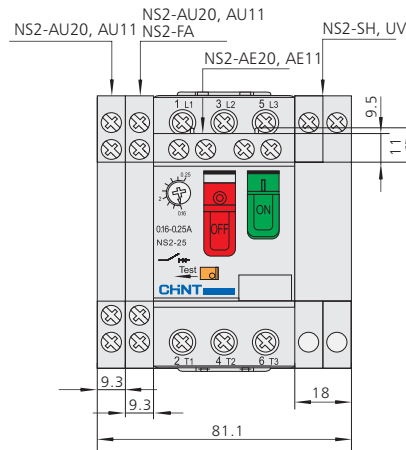 NS2-AU20, AU11
NS2-AU20, AU11
NS2-FA
NS2-SH, UV
NS2-AE20, AE11
1 L1 3 L2 5 L3
9.5
11
0.25
2
0.16
0.16-0.25A
NS2-25
OFF
ON
Test
CHNT
2 T1 4 T2 6 T3
9.3
9.3
18
81.1